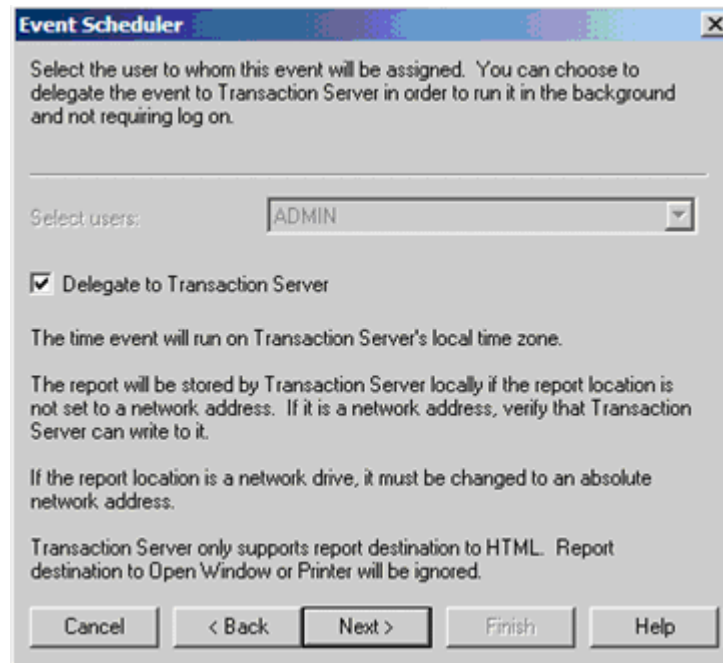 Event Scheduler
Select the user to whom this event will be assigned. You can choose to
delegate the event to Transaction Server in order to run it in the background
and not requiring log on.
Select users:
ADMIN
Delegate to Transaction Server
The time event will run on Transaction Server's local time zone.
The report will be stored by Transaction Server locally if the report location is
not set to a network address. If it is a network address, verify that Transaction
Server can write to it.
If the report location is a network drive, it must be changed to an absolute
network address.
Transaction Server only supports report destination to HTML. Report
destination to Open Window or Printer will be ignored.
Cancel
< Back
Next >
Finish
Help